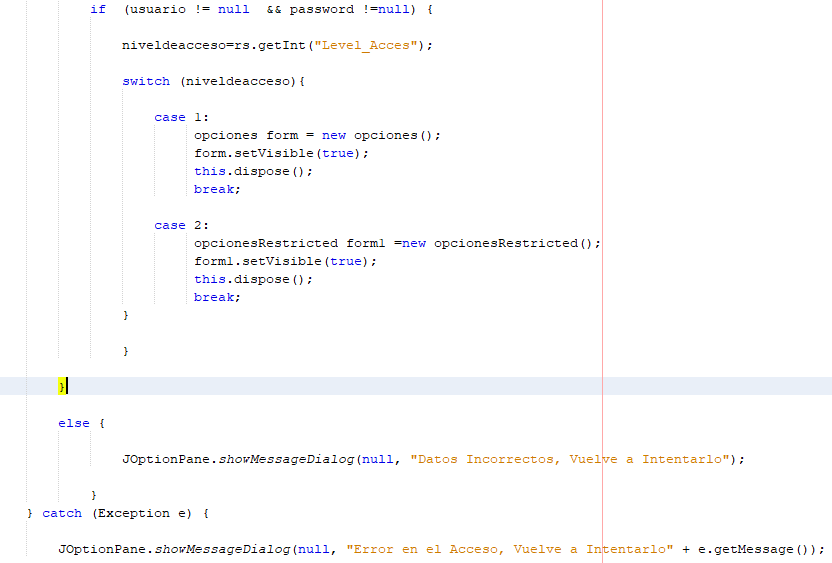 if (usuario != null && password !=null) {
niveldeacceso=rs.getInt("Level_Acces");
switch (niveldeacceso){
case 1:
opciones form = new opciones();
form.setVisible(true);
this.dispose();
break;
case 2:
opcionesRestricted form1 =new opcionesRestricted();
form1.setVisible(true);
this.dispose();
break;
}
}
}
else {
JOptionPane.showMessageDialog(null, "Datos Incorrectos, Vuelve a Intentarlo");
}
} catch (Exception e) {
JOptionPane.showMessageDialog(null, "Error en el Acceso, Vuelve a Intentarlo" + e.getMessage());